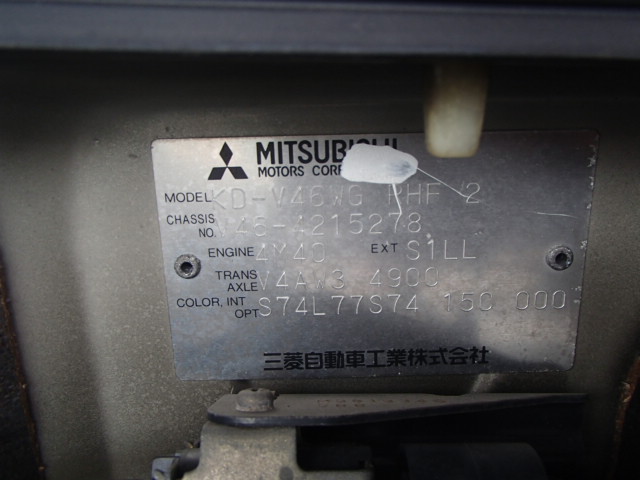 MITSUBISHI
MOTORS CORP
MODEL KD-V46WG RHF 2
CHASSIS NO. V46-4215278
ENGINE 4M40 EXT S1LL
TRANS AXLE V4AW3 4900
COLOR, INT OPT S74L77S74 15C 000
三菱自動車工業株式会社